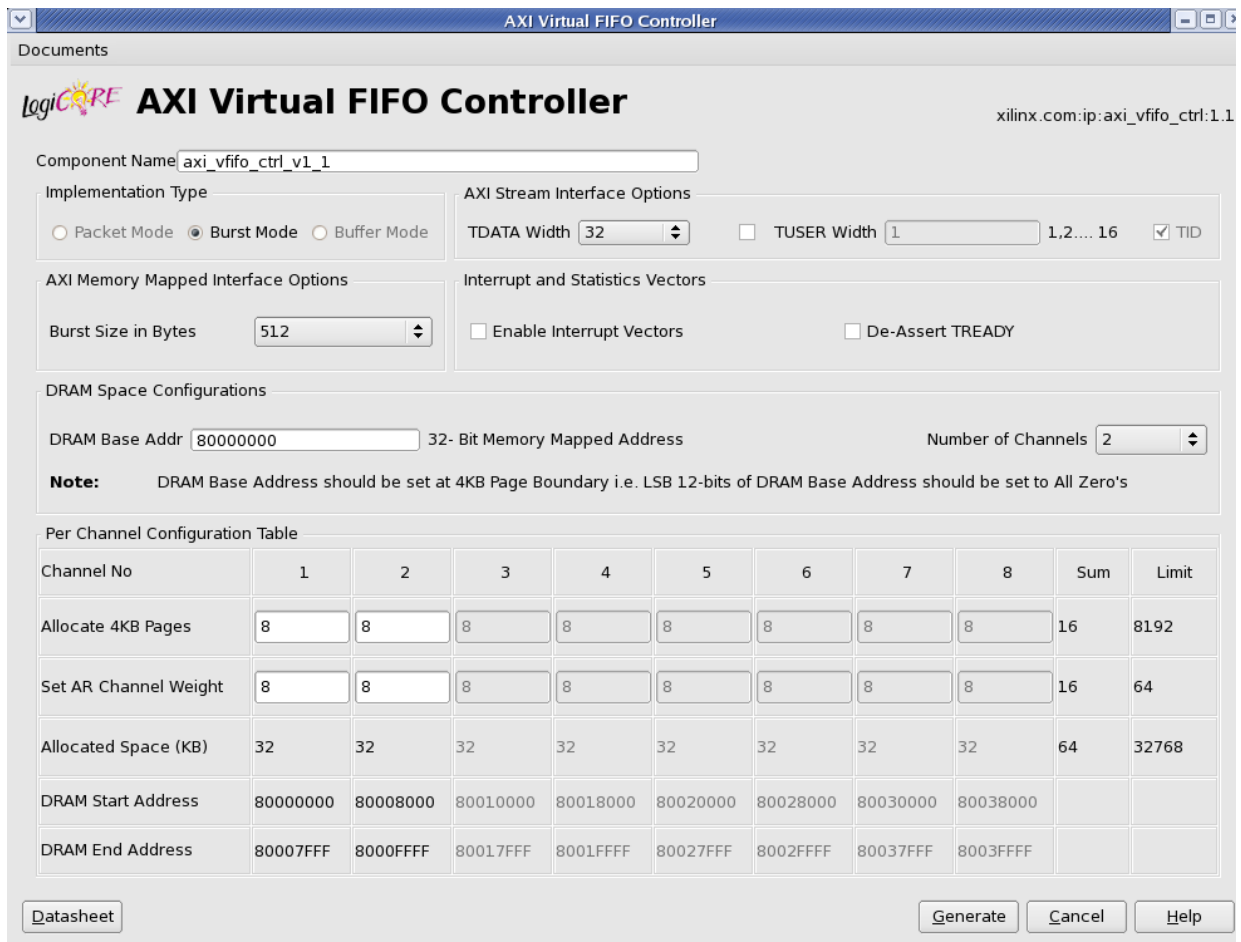 AXI Virtual FIFO Controller
Documents
LogiCORE AXI Virtual FIFO Controller
xilinx.com:ip:axi_vfifo_ctrl:1.1
Component Name axi_vfifo_ctrl_v1_1
Implementation Type
Packet Mode Burst Mode Buffer Mode
AXI Stream Interface Options
TDATA Width 32 TUSER Width 1 1,2.... 16 TID
AXI Memory Mapped Interface Options
Burst Size in Bytes 512
Interrupt and Statistics Vectors
Enable Interrupt Vectors De-Assert TREADY
DRAM Space Configurations
DRAM Base Addr 80000000 32- Bit Memory Mapped Address Number of Channels 2
Note: DRAM Base Address should be set at 4KB Page Boundary i.e. LSB 12-bits of DRAM Base Address should be set to All Zero's
Per Channel Configuration Table
Channel No 1 2 3 4 5 6 7 8 Sum Limit
Allocate 4KB Pages 8 8 8 8 8 8 8 8 16 8192
Set AR Channel Weight 8 8 8 8 8 8 8 8 16 64
Allocated Space (KB) 32 32 32 32 32 32 32 32 64 32768
DRAM Start Address 80000000 80008000 80010000 80018000 80020000 80028000 80030000 80038000
DRAM End Address 80007FFF 8000FFFF 80017FFF 8001FFFF 80027FFF 8002FFFF 80037FFF 8003FFFF
Datasheet Generate Cancel Help